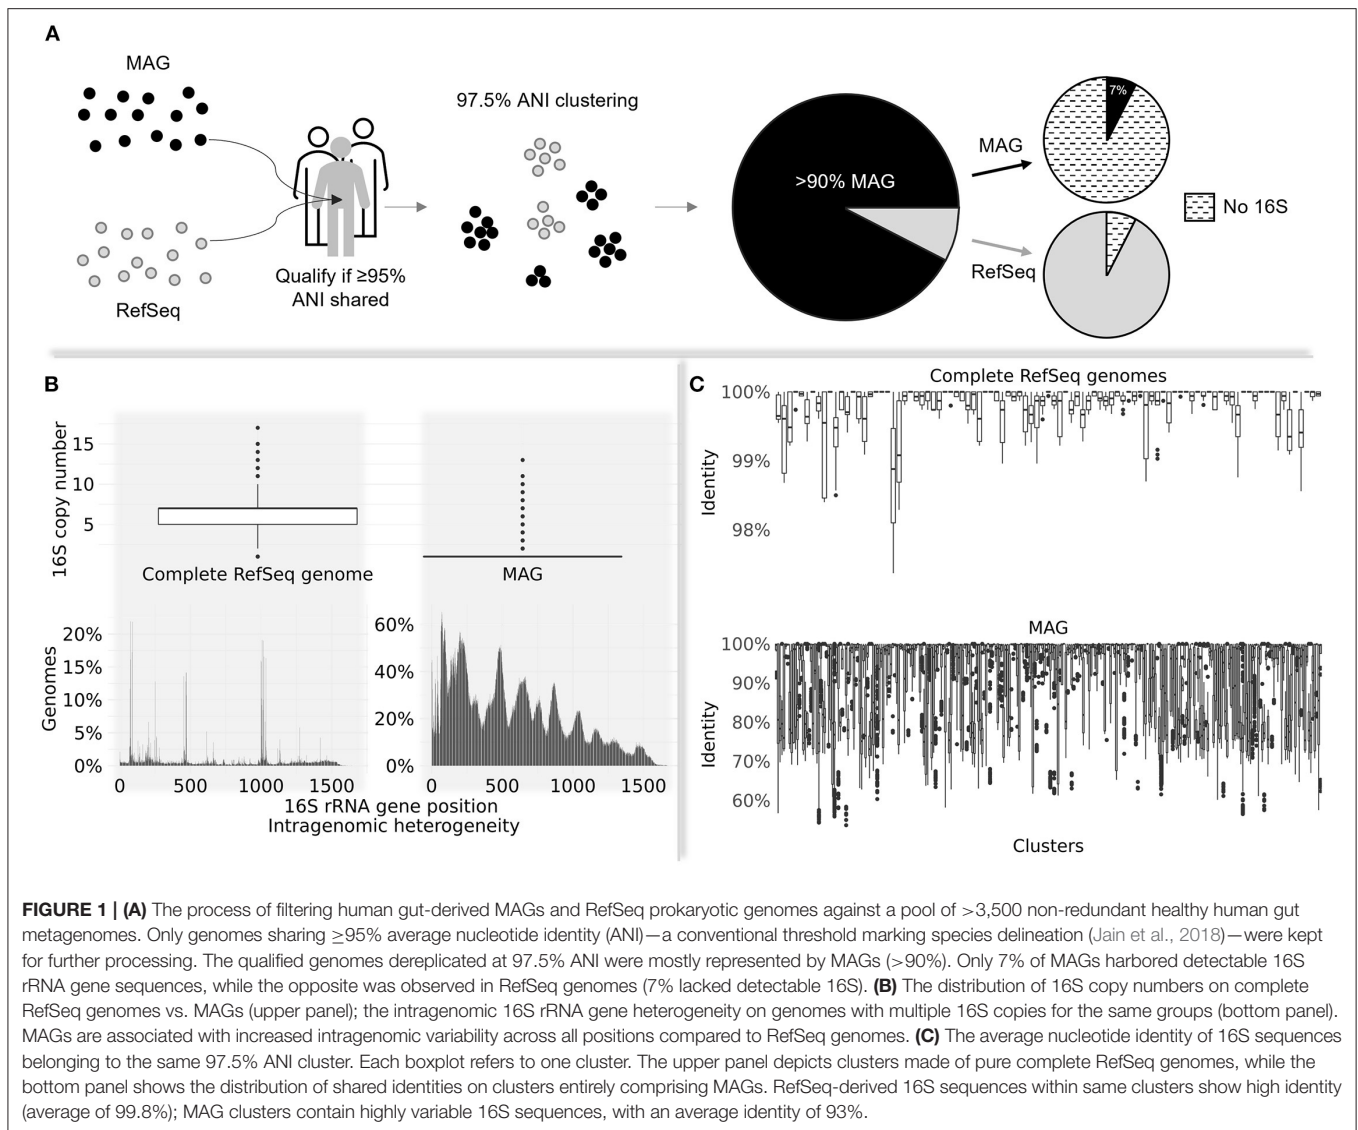 A
MAG
97.5% ANI clustering
Qualify if ≥95%
ANI shared
RefSeq
>90% MAG
MAG
7%
RefSeq
No 16S
B
16S copy number
15
10
5
Complete RefSeq genome
MAG
Genomes
20%
15%
10%
5%
0%
60%
40%
20%
0%
0 500 1000 1500
0 500 1000 1500
16S rRNA gene position
Intragenomic heterogeneity
C
Complete RefSeq genomes
Identity
100%
99%
98%
MAG
Identity
100%
90%
80%
70%
60%
Clusters
FIGURE 1 | (A) The process of filtering human gut-derived MAGs and RefSeq prokaryotic genomes against a pool of >3,500 non-redundant healthy human gut
metagenomes. Only genomes sharing ≥95% average nucleotide identity (ANI)—a conventional threshold marking species delineation (Jain et al., 2018)—were kept
for further processing. The qualified genomes dereplicated at 97.5% ANI were mostly represented by MAGs (>90%). Only 7% of MAGs harbored detectable 16S
rRNA gene sequences, while the opposite was observed in RefSeq genomes (7% lacked detectable 16S). (B) The distribution of 16S copy numbers on complete
RefSeq genomes vs. MAGs (upper panel); the intragenomic 16S rRNA gene heterogeneity on genomes with multiple 16S copies for the same groups (bottom panel).
MAGs are associated with increased intragenomic variability across all positions compared to RefSeq genomes. (C) The average nucleotide identity of 16S sequences
belonging to the same 97.5% ANI cluster. Each boxplot refers to one cluster. The upper panel depicts clusters made of pure complete RefSeq genomes, while the
bottom panel shows the distribution of shared identities on clusters entirely comprising MAGs. RefSeq-derived 16S sequences within same clusters show high identity
(average of 99.8%); MAG clusters contain highly variable 16S sequences, with an average identity of 93%.